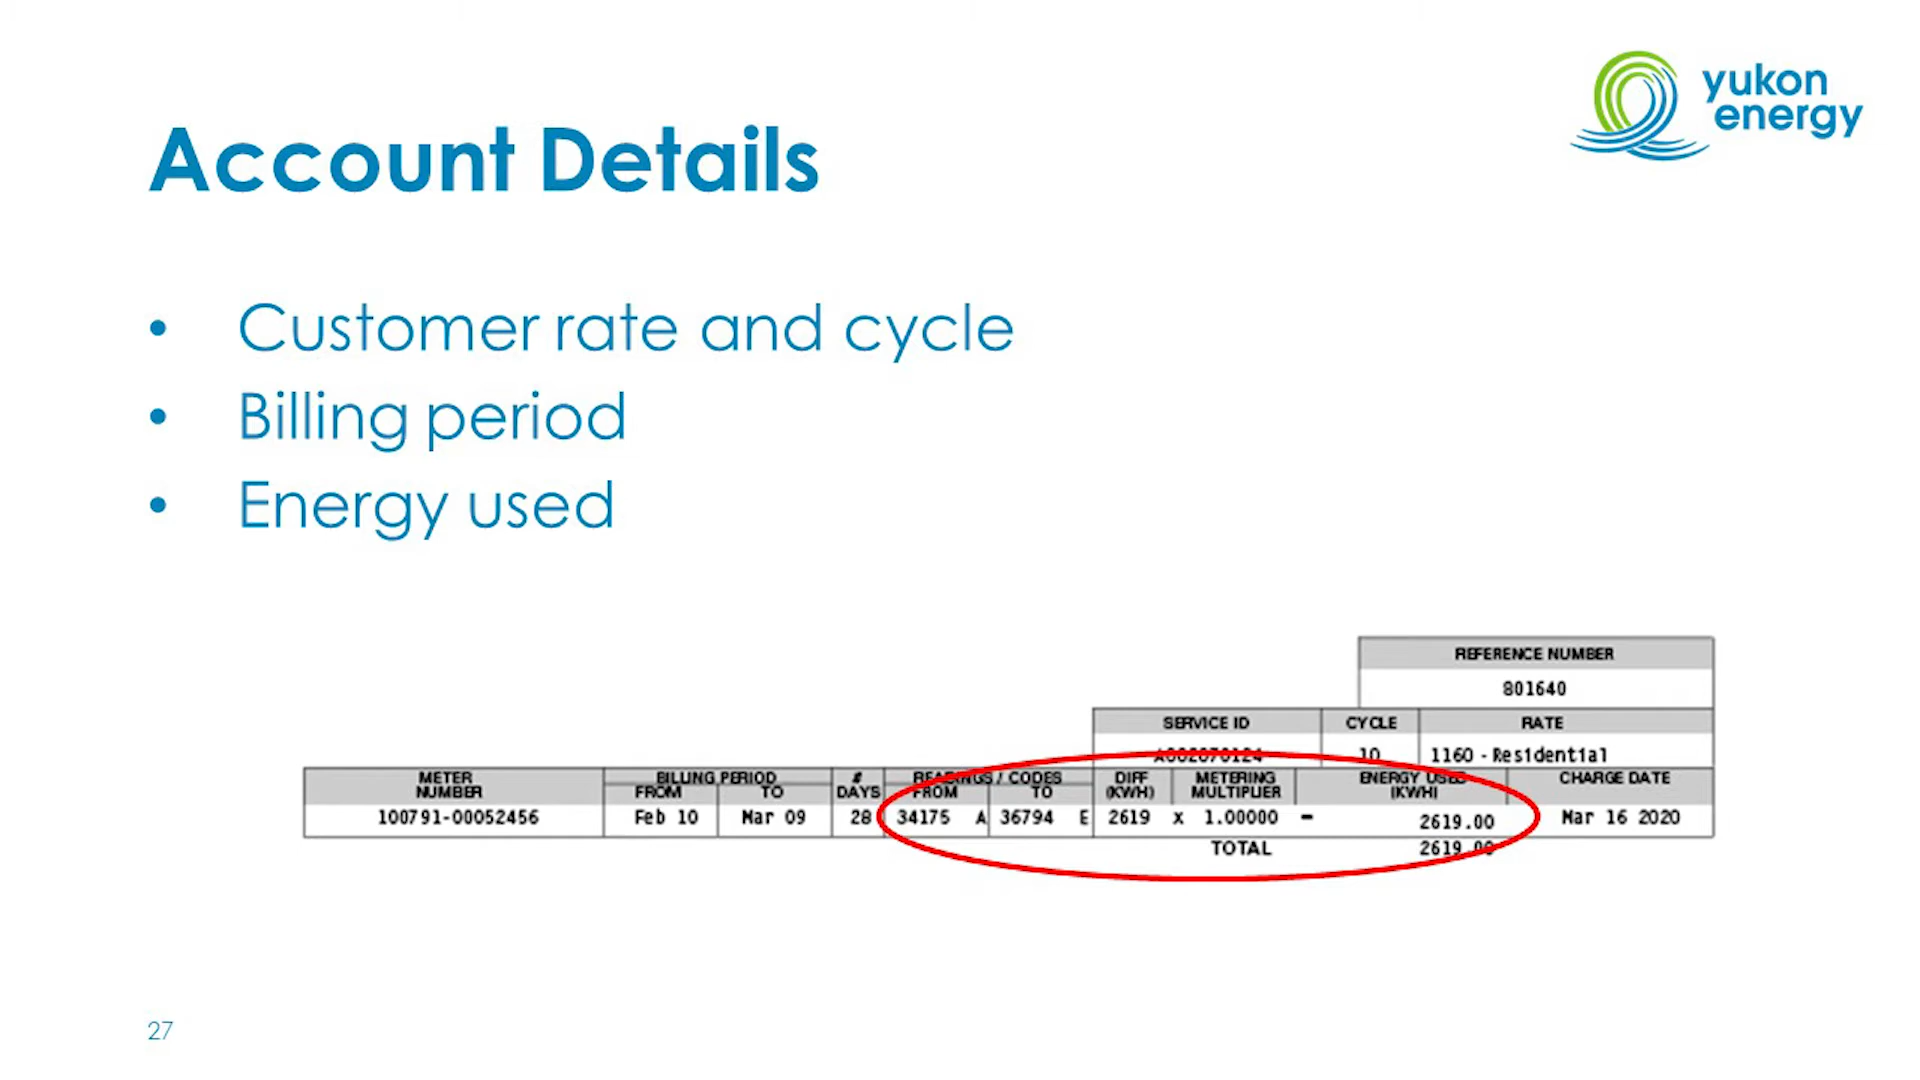 yukon
energy
Account Details
• Customer rate and cycle
• Billing period
• Energy used
REFERENCE NUMBER
801640
SERVICE ID CYCLE RATE
A002070124 10 1160 - Residential
METER NUMBER BILLING PERIOD FROM TO # DAYS READINGS / CODES FROM TO DIFF (KWH) METERING MULTIPLIER ENERGY USED (KWH) CHARGE DATE
100791-00052456 Feb 10 Mar 09 28 34175 A 36794 E 2619 x 1.00000 = 2619.00 Mar 16 2020
TOTAL 2619.00
27